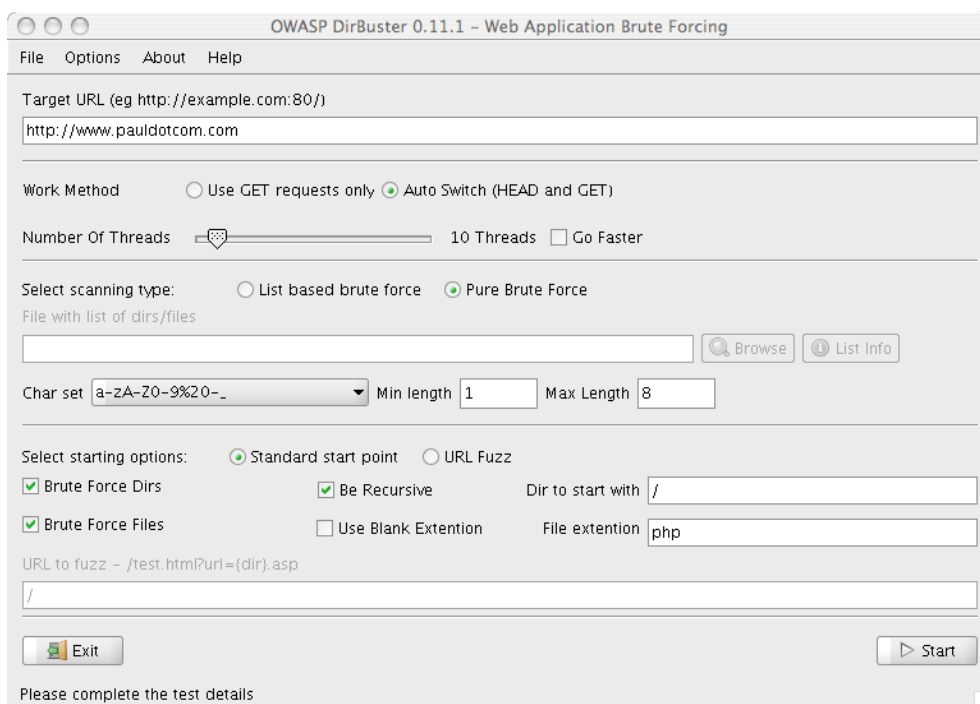 OWASP DirBuster 0.11.1 – Web Application Brute Forcing
File Options About Help
Target URL (eg http://example.com:80/)
http://www.pauldotcom.com
Work Method Use GET requests only Auto Switch (HEAD and GET)
Number Of Threads 10 Threads Go Faster
Select scanning type: List based brute force Pure Brute Force
File with list of dirs/files
Browse List Info
Char set a-zA-Z0-9%20-_ Min length 1 Max Length 8
Select starting options: Standard start point URL Fuzz
Brute Force Dirs Be Recursive Dir to start with /
Brute Force Files Use Blank Extention File extention php
URL to fuzz – /test.html?url={dir}.asp
/
Exit Start
Please complete the test details